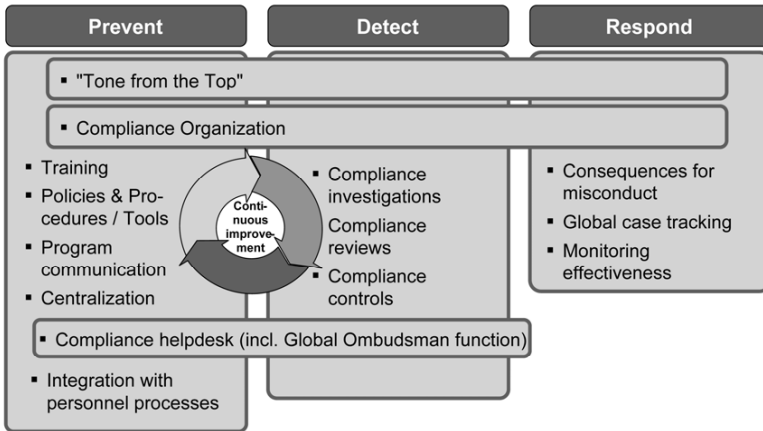 Prevent
Detect
Respond
▪ "Tone from the Top"
▪ Compliance Organization
▪ Training
▪ Policies & Pro-
cedures / Tools
▪ Program
communication
▪ Centralization
Conti-
nuous
improve-
ment
▪ Compliance
investigations
Compliance
reviews
▪ Compliance
controls
▪ Consequences for
misconduct
▪ Global case tracking
▪ Monitoring
effectiveness
▪ Compliance helpdesk (incl. Global Ombudsman function)
▪ Integration with
personnel processes